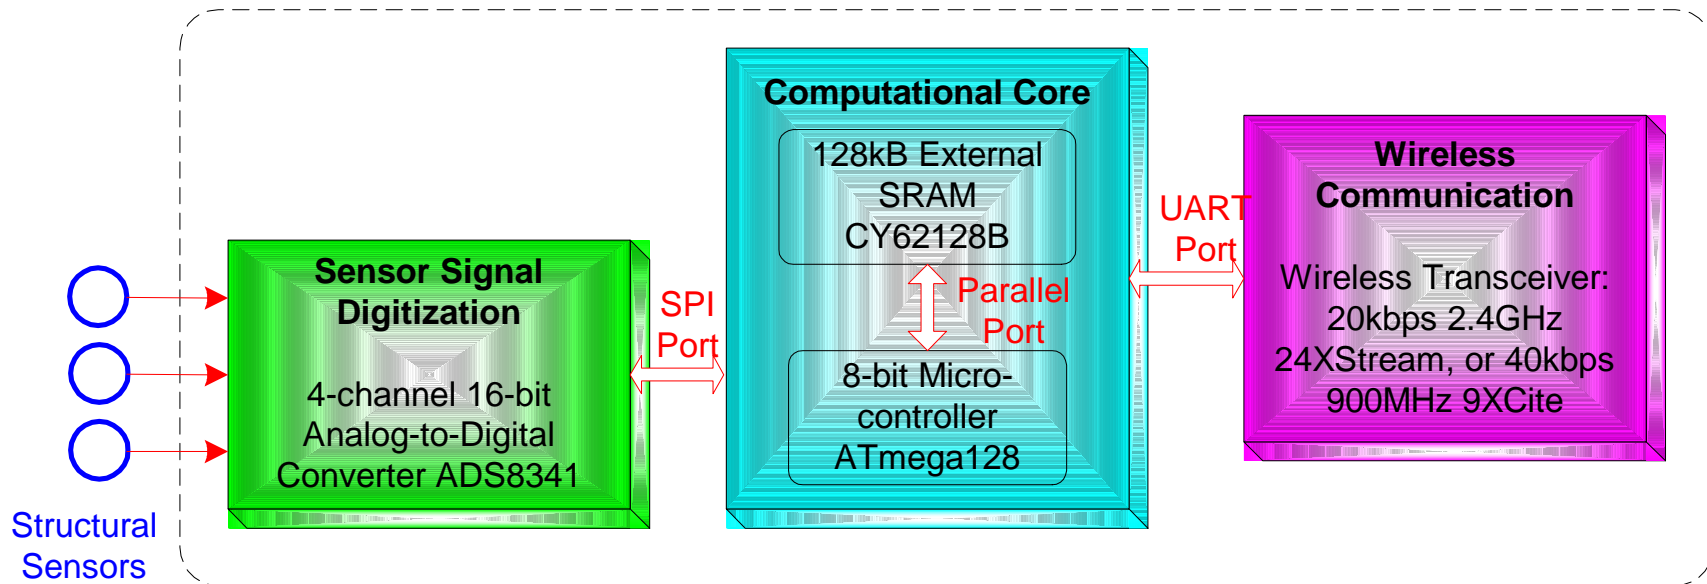 Structural
Sensors
Sensor Signal
Digitization
4-channel 16-bit
Analog-to-Digital
Converter ADS8341
SPI
Port
Computational Core
128kB External
SRAM
CY62128B
Parallel
Port
8-bit Micro-
controller
ATmega128
UART
Port
Wireless
Communication
Wireless Transceiver:
20kbps 2.4GHz
24XStream, or 40kbps
900MHz 9XCite